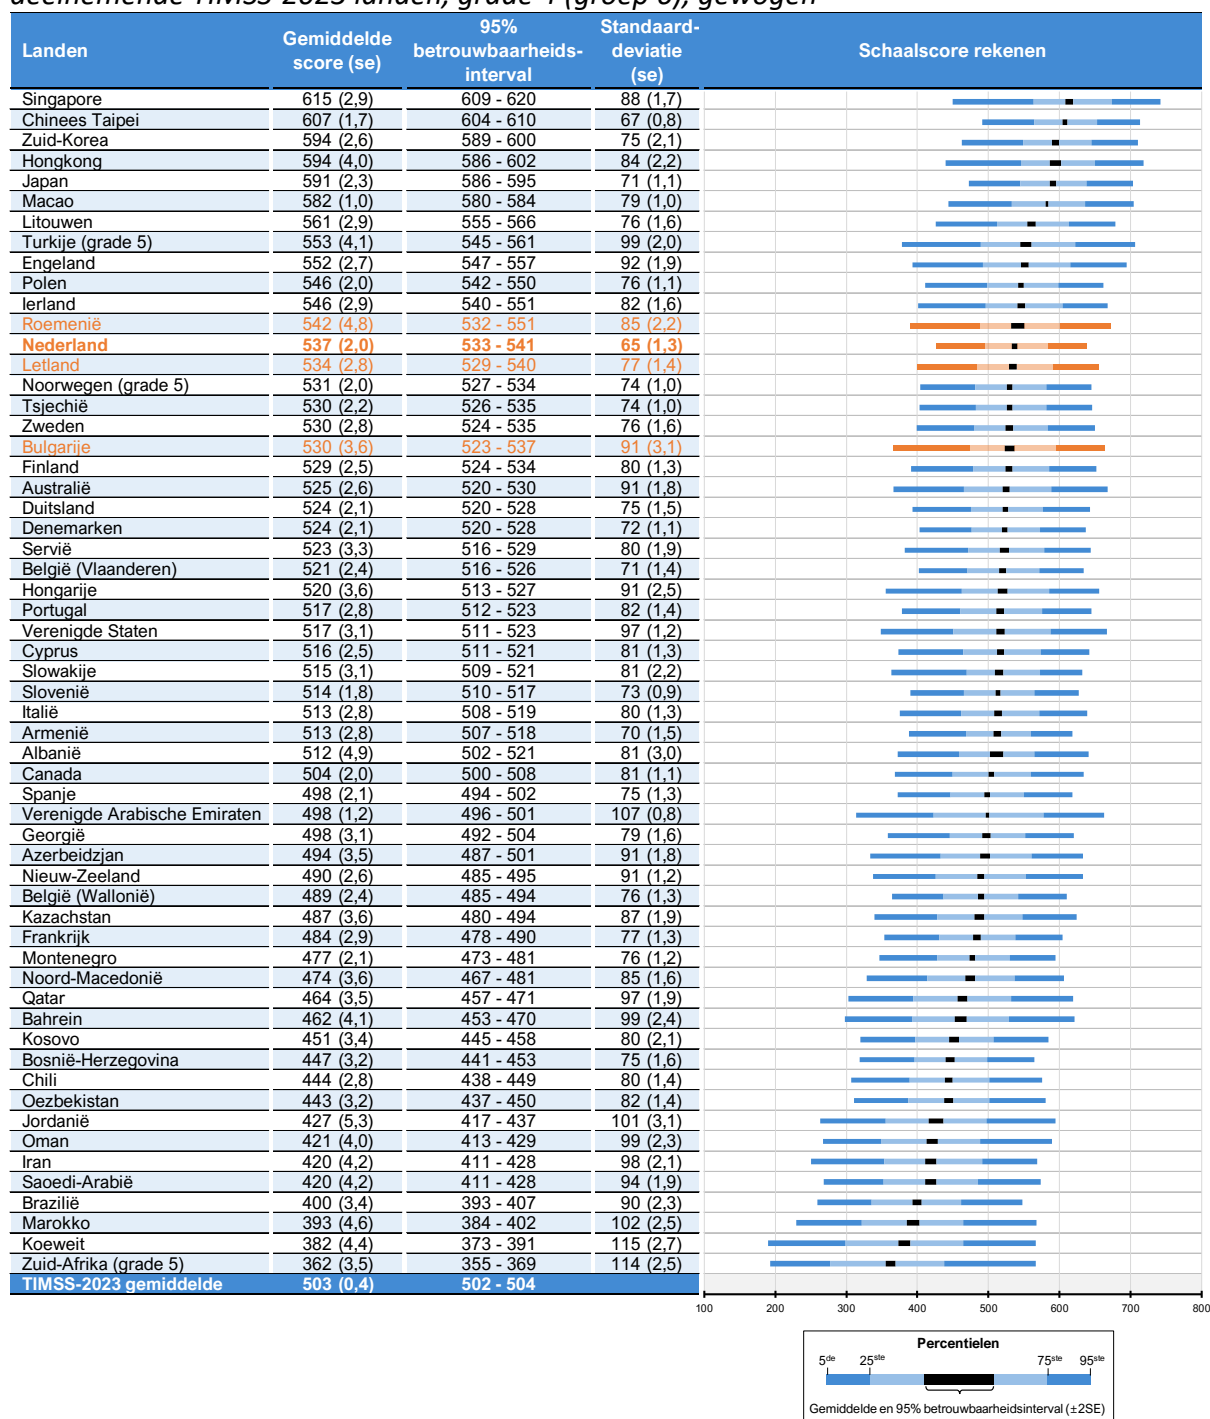 deelnemende TIMSS-2023 landen, grade 4 (groep 6), gewogen
Landen Gemiddelde score (se) 95% betrouwbaarheids-interval Standaard-deviatie (se) Schaalscore rekenen
Singapore 615 (2,9) 609 - 620 88 (1,7)
Chinees Taipei 607 (1,7) 604 - 610 67 (0,8)
Zuid-Korea 594 (2,6) 589 - 600 75 (2,1)
Hongkong 594 (4,0) 586 - 602 84 (2,2)
Japan 591 (2,3) 586 - 595 71 (1,1)
Macao 582 (1,0) 580 - 584 79 (1,0)
Litouwen 561 (2,9) 555 - 566 76 (1,6)
Turkije (grade 5) 553 (4,1) 545 - 561 99 (2,0)
Engeland 552 (2,7) 547 - 557 92 (1,9)
Polen 546 (2,0) 542 - 550 76 (1,1)
Ierland 546 (2,9) 540 - 551 82 (1,6)
Roemenië 542 (4,8) 532 - 551 85 (2,2)
Nederland 537 (2,0) 533 - 541 65 (1,3)
Letland 534 (2,8) 529 - 540 77 (1,4)
Noorwegen (grade 5) 531 (2,0) 527 - 534 74 (1,0)
Tsjechië 530 (2,2) 526 - 535 74 (1,0)
Zweden 530 (2,8) 524 - 535 76 (1,6)
Bulgarije 530 (3,6) 523 - 537 91 (3,1)
Finland 529 (2,5) 524 - 534 80 (1,3)
Australië 525 (2,6) 520 - 530 91 (1,8)
Duitsland 524 (2,1) 520 - 528 75 (1,5)
Denemarken 524 (2,1) 520 - 528 72 (1,1)
Servië 523 (3,3) 516 - 529 80 (1,9)
België (Vlaanderen) 521 (2,4) 516 - 526 71 (1,4)
Hongarije 520 (3,6) 513 - 527 91 (2,5)
Portugal 517 (2,8) 512 - 523 82 (1,4)
Verenigde Staten 517 (3,1) 511 - 523 97 (1,2)
Cyprus 516 (2,5) 511 - 521 81 (1,3)
Slowakije 515 (3,1) 509 - 521 81 (2,2)
Slovenië 514 (1,8) 510 - 517 73 (0,9)
Italië 513 (2,8) 508 - 519 80 (1,3)
Armenië 513 (2,8) 507 - 518 70 (1,5)
Albanië 512 (4,9) 502 - 521 81 (3,0)
Canada 504 (2,0) 500 - 508 81 (1,1)
Spanje 498 (2,1) 494 - 502 75 (1,3)
Verenigde Arabische Emiraten 498 (1,2) 496 - 501 107 (0,8)
Georgië 498 (3,1) 492 - 504 79 (1,6)
Azerbeidzjan 494 (3,5) 487 - 501 91 (1,8)
Nieuw-Zeeland 490 (2,6) 485 - 495 91 (1,2)
België (Wallonië) 489 (2,4) 485 - 494 76 (1,3)
Kazachstan 487 (3,6) 480 - 494 87 (1,9)
Frankrijk 484 (2,9) 478 - 490 77 (1,3)
Montenegro 477 (2,1) 473 - 481 76 (1,2)
Noord-Macedonië 474 (3,6) 467 - 481 85 (1,6)
Qatar 464 (3,5) 457 - 471 97 (1,9)
Bahrein 462 (4,1) 453 - 470 99 (2,4)
Kosovo 451 (3,4) 445 - 458 80 (2,1)
Bosnië-Herzegovina 447 (3,2) 441 - 453 75 (1,6)
Chili 444 (2,8) 438 - 449 80 (1,4)
Oezbekistan 443 (3,2) 437 - 450 82 (1,4)
Jordanië 427 (5,3) 417 - 437 101 (3,1)
Oman 421 (4,0) 413 - 429 99 (2,3)
Iran 420 (4,2) 411 - 428 98 (2,1)
Saoedi-Arabië 420 (4,2) 411 - 428 94 (1,9)
Brazilië 400 (3,4) 393 - 407 90 (2,3)
Marokko 393 (4,6) 384 - 402 102 (2,5)
Koeweit 382 (4,4) 373 - 391 115 (2,7)
Zuid-Afrika (grade 5) 362 (3,5) 355 - 369 114 (2,5)
TIMSS-2023 gemiddelde 503 (0,4) 502 - 504
100 200 300 400 500 600 700 800
Percentielen
5de 25ste 75ste 95ste
Gemiddelde en 95% betrouwbaarheidsinterval (±2SE)